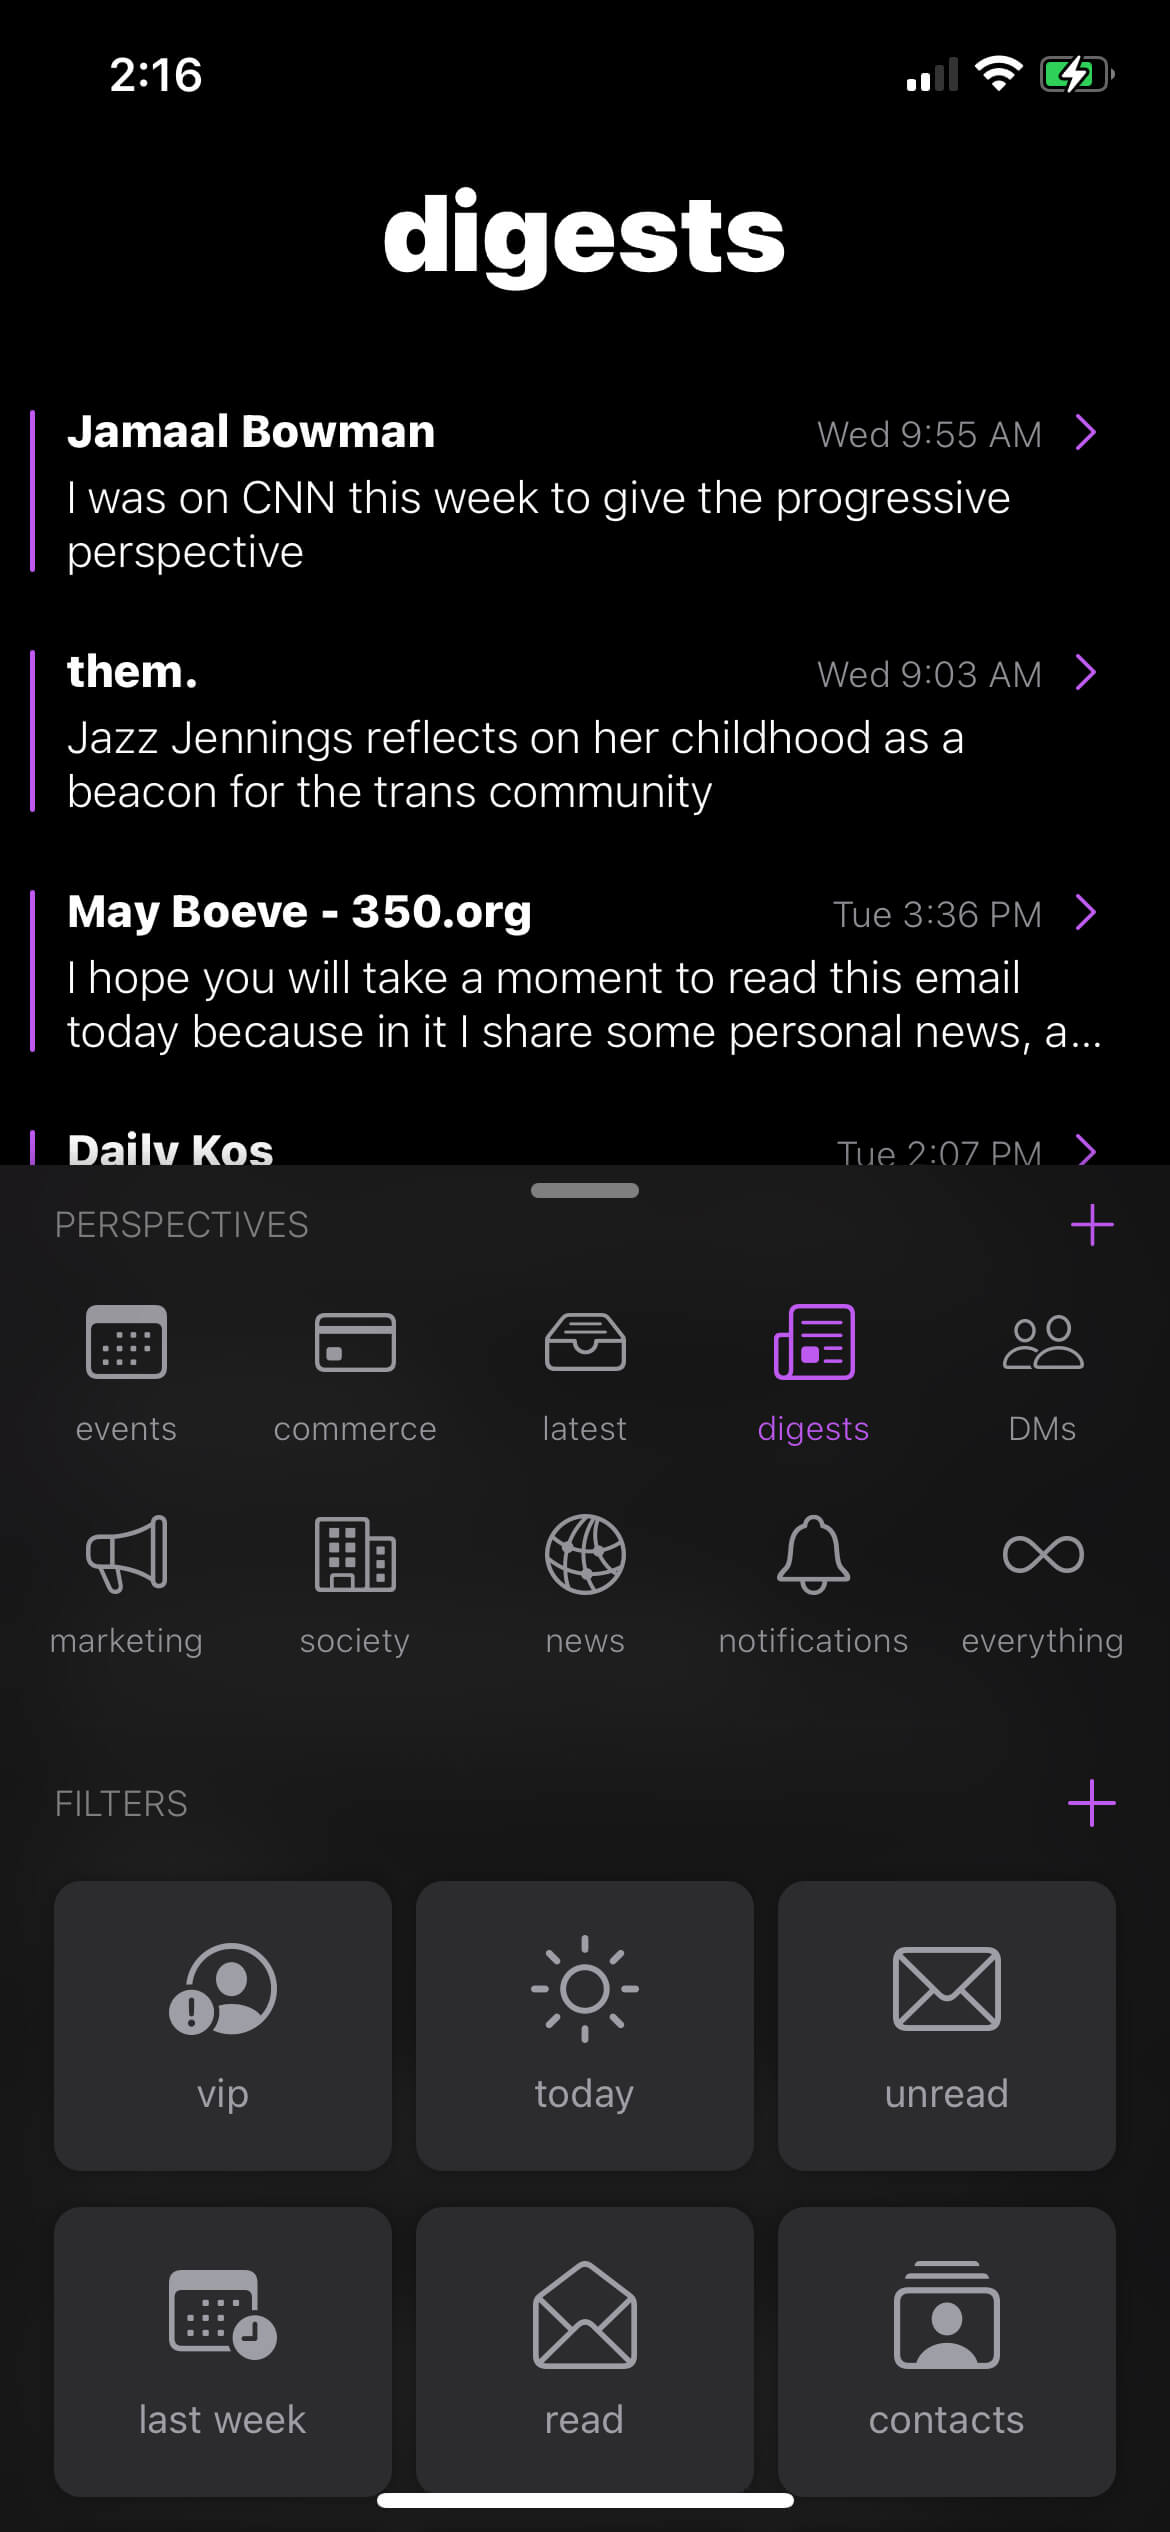 2:16
digests
Jamaal Bowman
Wed 9:55 AM
I was on CNN this week to give the progressive
perspective
them.
Wed 9:03 AM
Jazz Jennings reflects on her childhood as a
beacon for the trans community
May Boeve - 350.org
Tue 3:36 PM
I hope you will take a moment to read this email
today because in it I share some personal news, a...
Daily Kos
Tue 2:07 PM
PERSPECTIVES
events
commerce
latest
digests
DMs
marketing
society
news
notifications
everything
FILTERS
vip
today
unread
last week
read
contacts